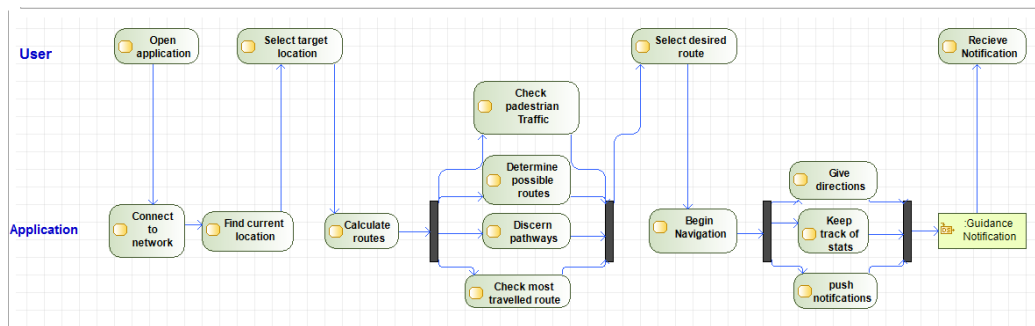 User
Open
application
Select target
location
Select desired
route
Recieve
Notification
Check
padestrian
Traffic
Determine
possible
routes
Discern
pathways
Check most
travelled route
Give
directions
Keep
track of
stats
push
notifcations
Application
Connect
to
network
Find current
location
Calculate
routes
Begin
Navigation
:Guidance
Notification